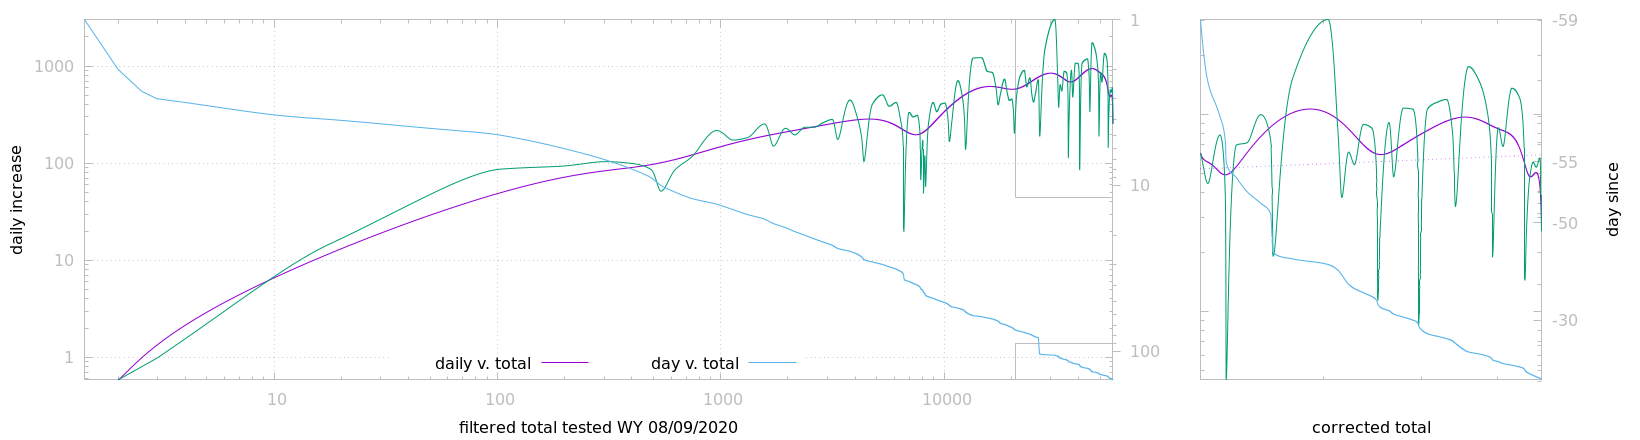 daily increase
1000
100
10
1
10
100
1000
10000
1
10
100
daily v. total
day v. total
filtered total tested WY 08/09/2020
-59
-55
-50
-30
day since
corrected total